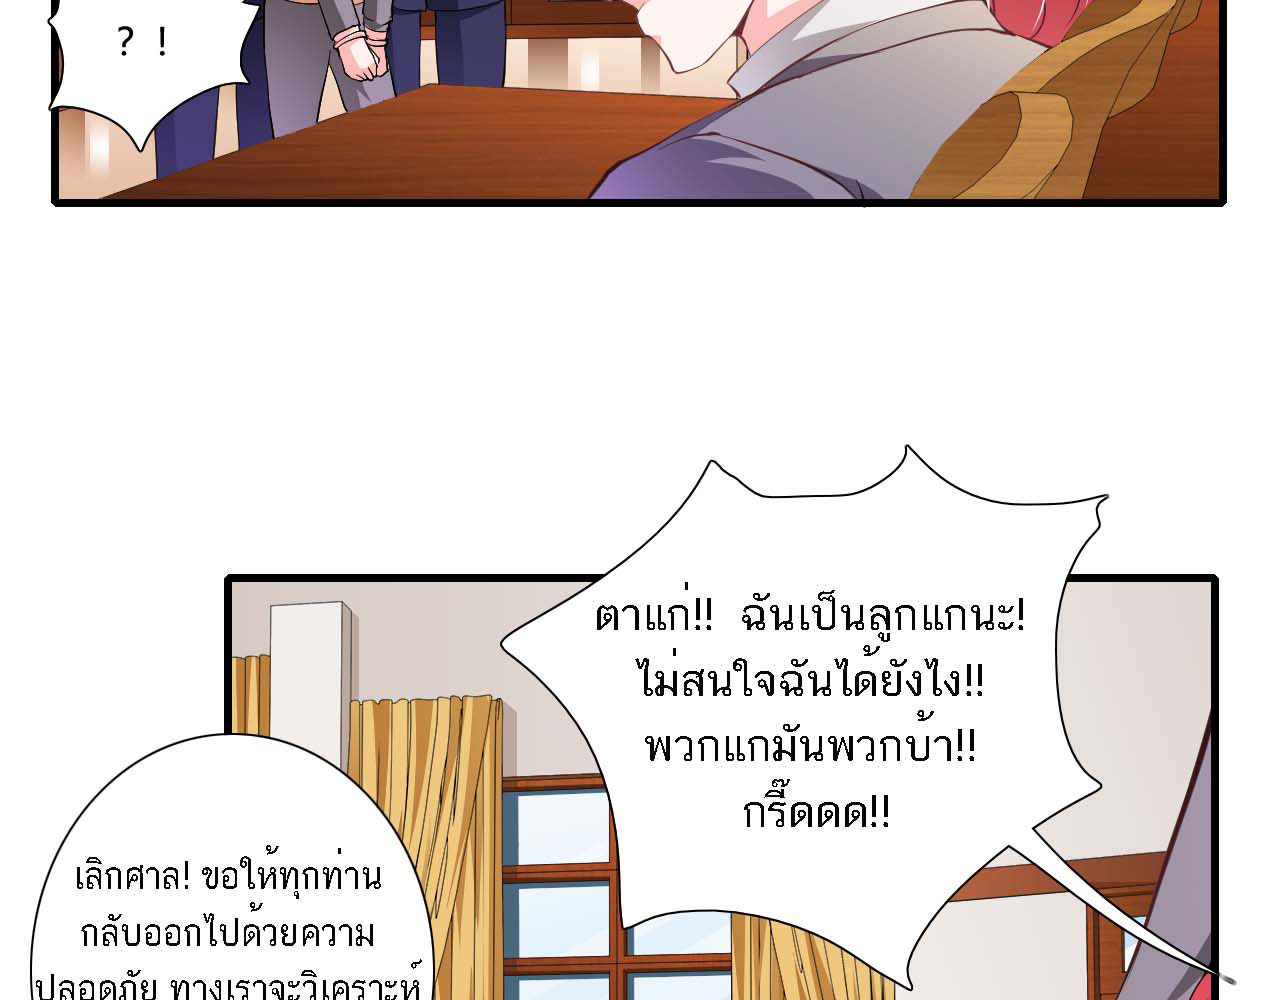 ? !
ตาแก่!! ฉันเป็นลูกแกนะ!
ไม่สนใจฉันได้ยังไง!!
พวกแกมันพวกบ้า!!
กรี๊ดดด!!
เลิกศาล! ขอให้ทุกท่าน
กลับออกไปด้วยความ
ปลอดภัย ทางเราจะวิเคราะห์